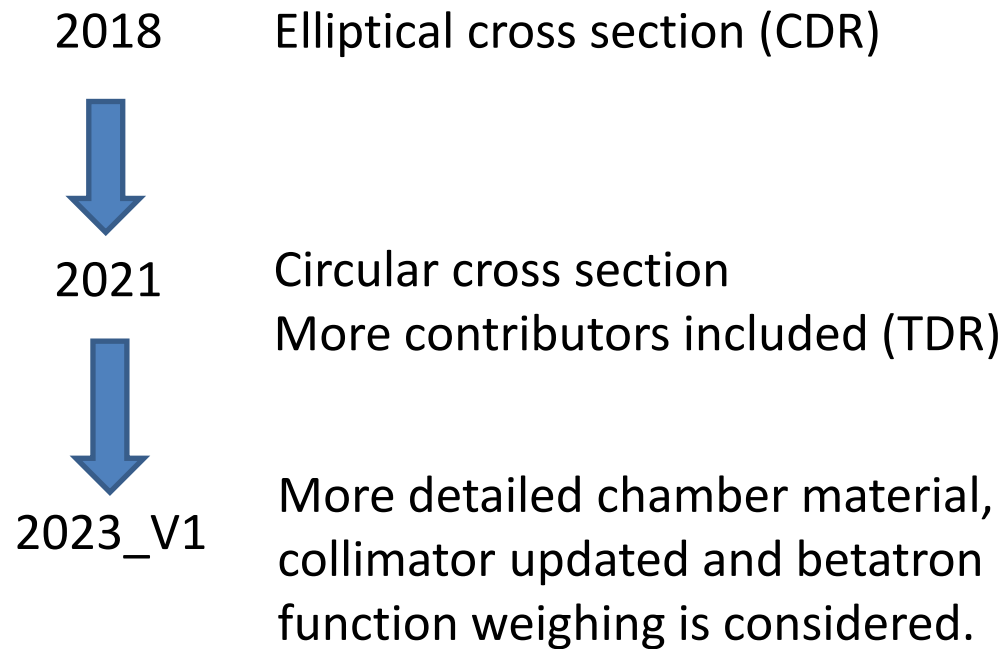 2018 Elliptical cross section (CDR)
2021 Circular cross section
More contributors included (TDR)
2023_V1 More detailed chamber material,
collimator updated and betatron
function weighing is considered.